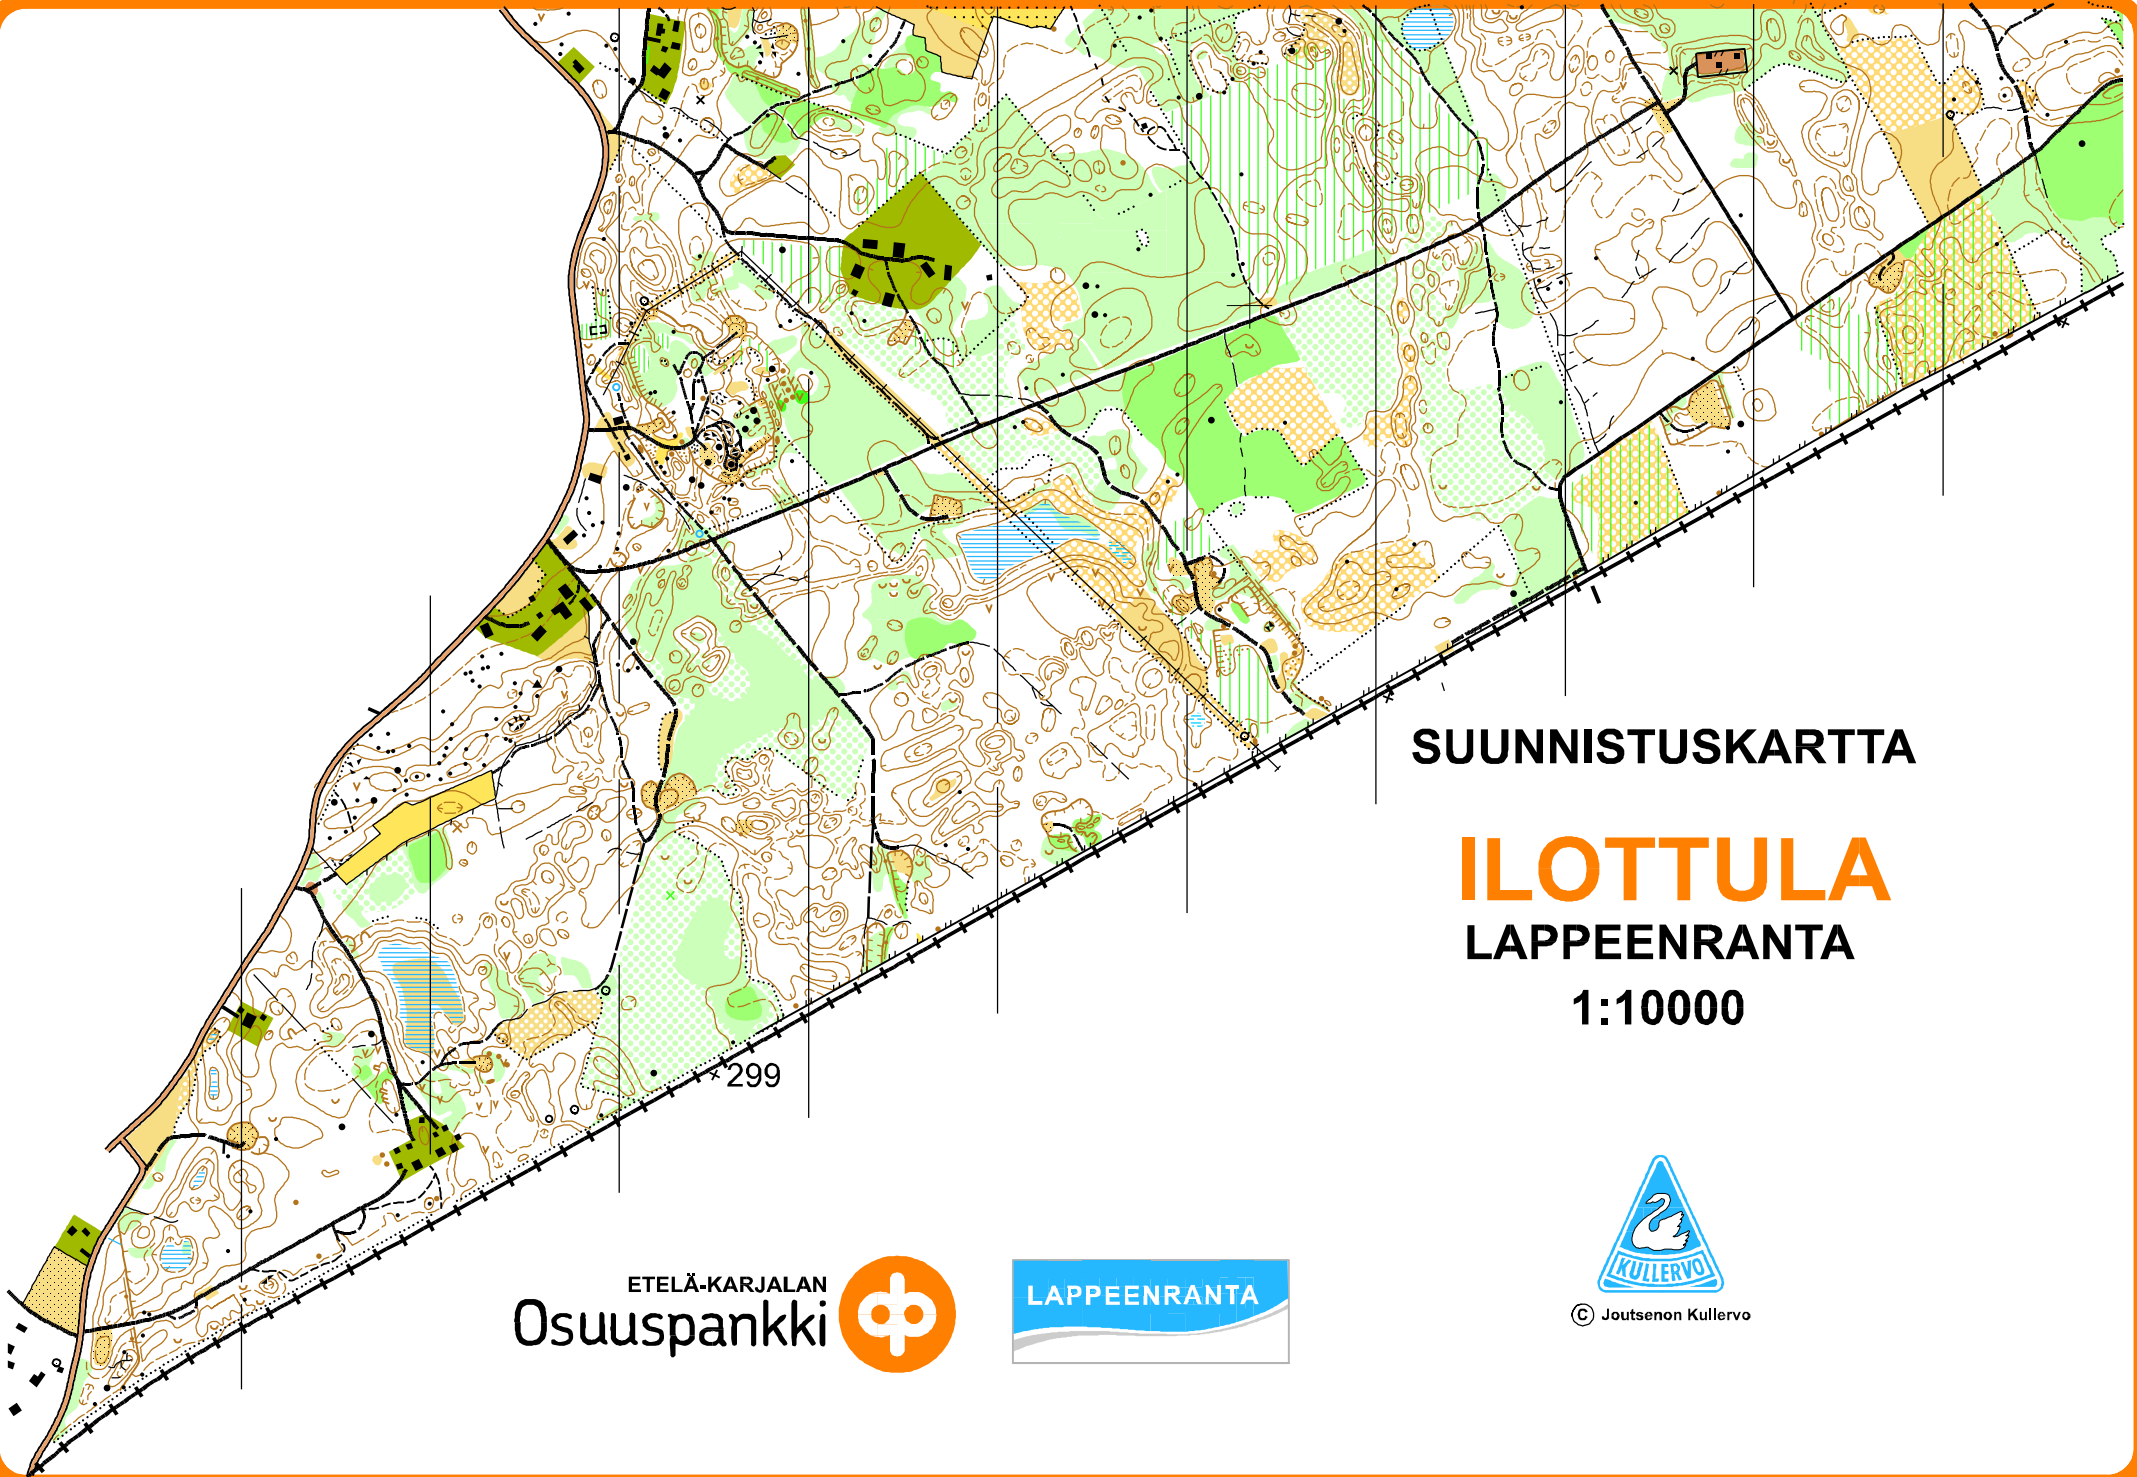 SUUNNISTUSKARTTA
ILOTTULA
LAPPEENRANTA
1:10000
299
ETELÄ-KARJALAN
Osuuspankki
LAPPEENRANTA
KULLERVO
© Joutsenon Kullervo